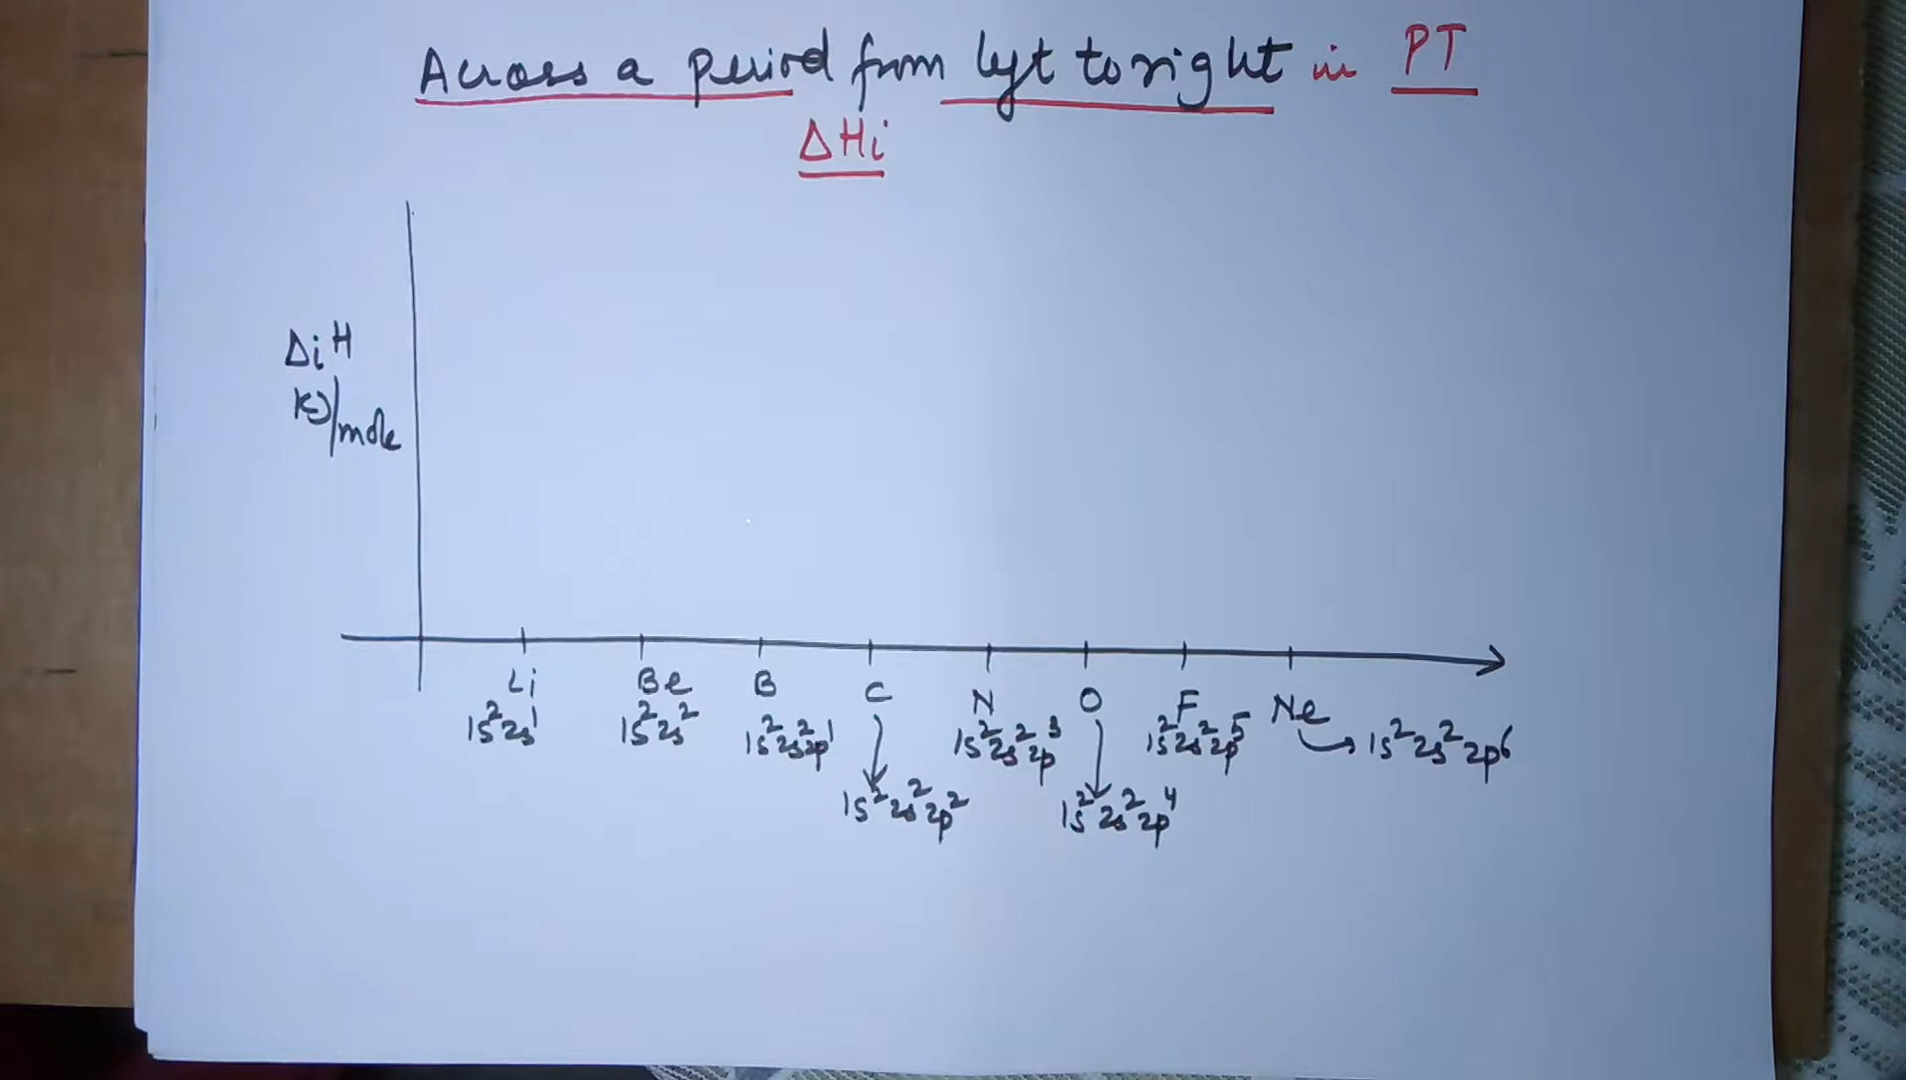 Across a period from left to right in PT
ΔHi
ΔiH
KJ/mole
Li Be B C N O F Ne
1s²2s¹ 1s²2s² 1s²2s²2p¹ 1s²2s²2p³ 1s²2s²2p⁵ → 1s²2s²2p⁶
1s²2s²2p² 1s²2s²2p⁴